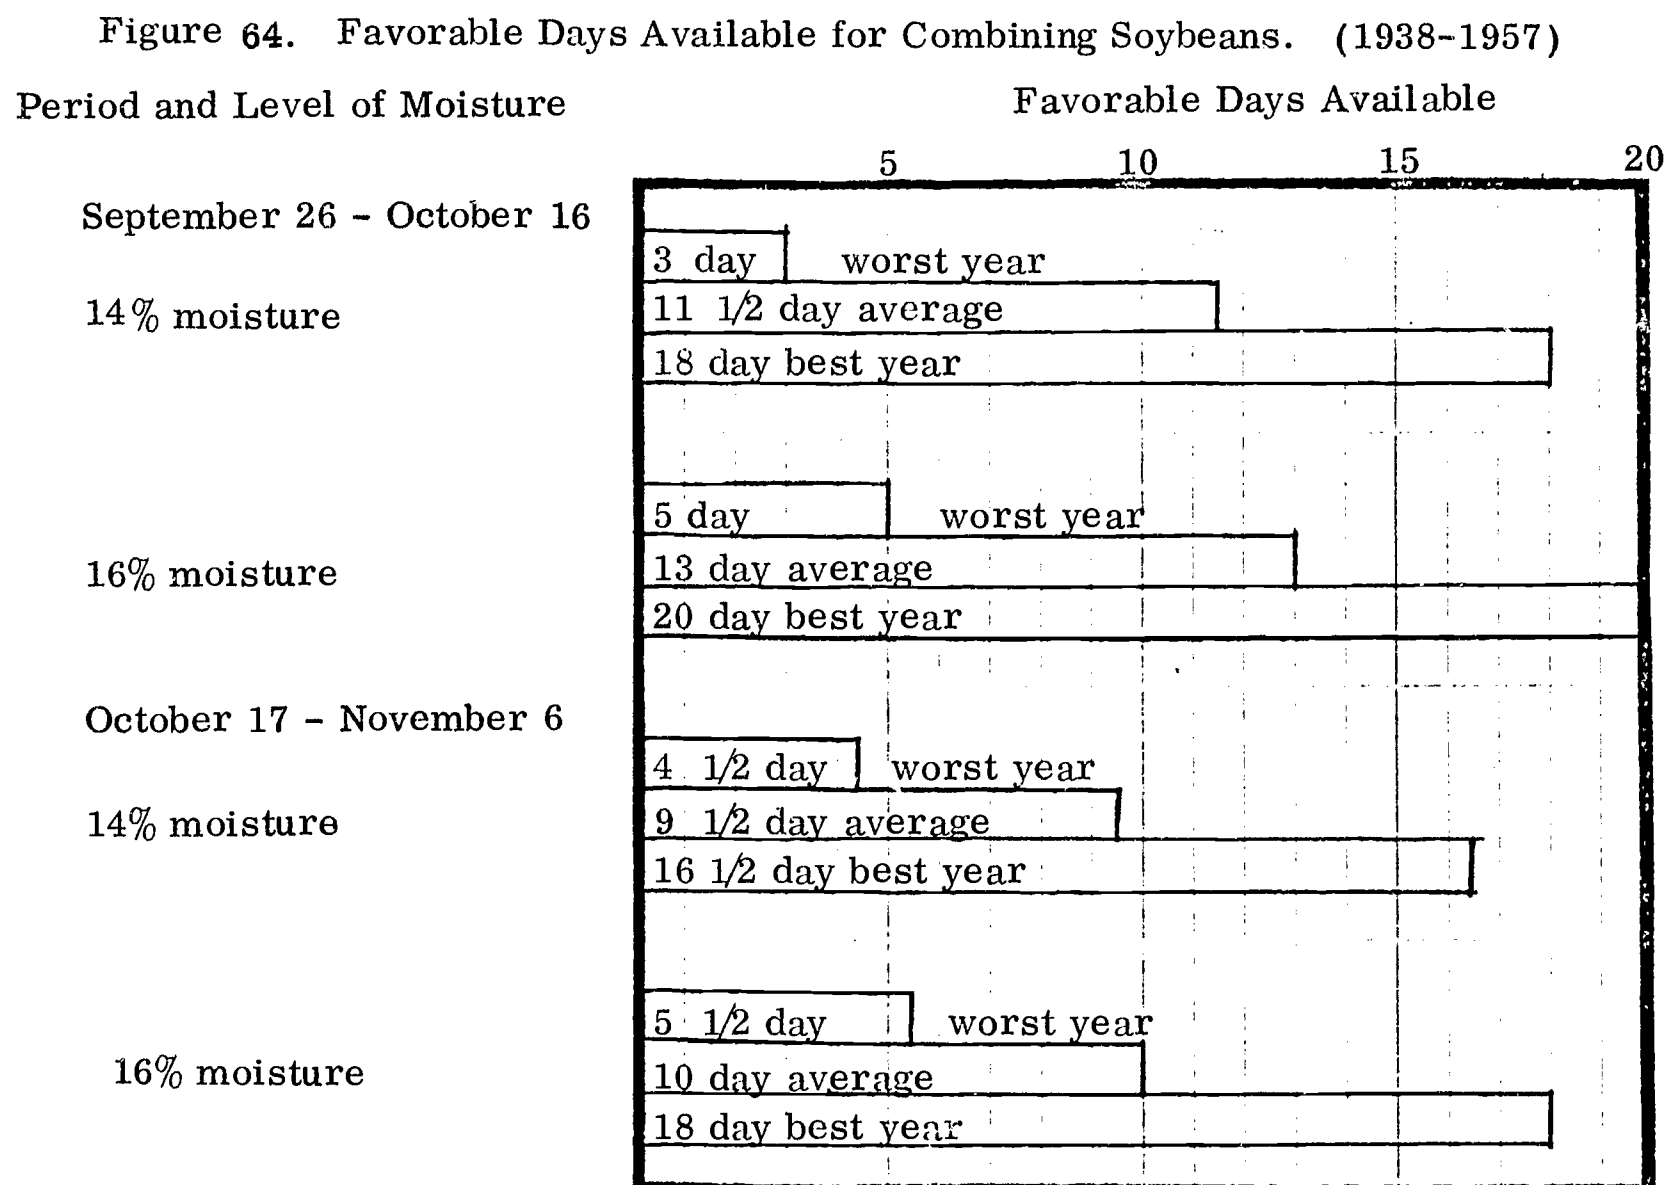 Figure 64. Favorable Days Available for Combining Soybeans. (1938-1957)
Period and Level of Moisture Favorable Days Available
5 10 15 20
September 26 - October 16
3 day worst year
14% moisture 11 1/2 day average
18 day best year
5 day worst year
16% moisture 13 day average
20 day best year
October 17 - November 6
4 1/2 day worst year
14% moisture 9 1/2 day average
16 1/2 day best year
5 1/2 day worst year
16% moisture 10 day average
18 day best year